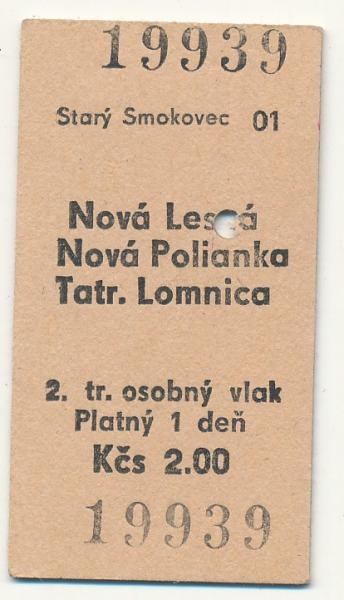 19939
Starý Smokovec 01
Nová
Nová Polianka
Tatr. Lomnica
2. tr. osobný vlak
Platný 1 deň
Kčs 2.00
19939